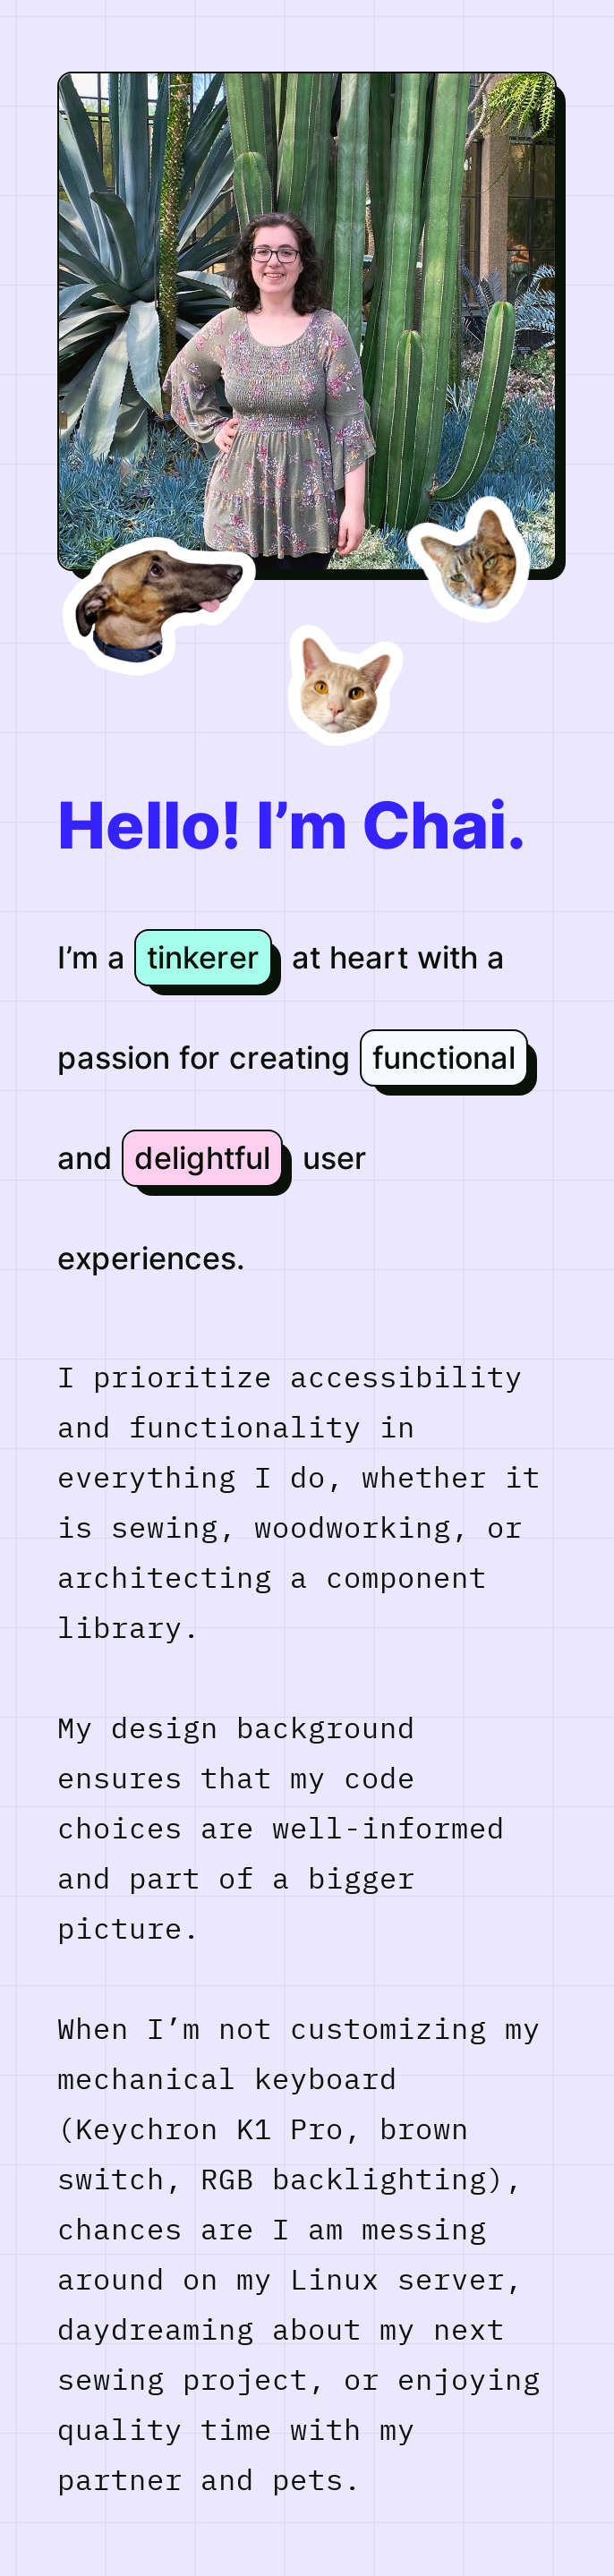 Hello! I’m Chai.
I’m a tinkerer at heart with a
passion for creating functional
and delightful user
experiences.
I prioritize accessibility
and functionality in
everything I do, whether it
is sewing, woodworking, or
architecting a component
library.
My design background
ensures that my code
choices are well-informed
and part of a bigger
picture.
When I’m not customizing my
mechanical keyboard
(Keychron K1 Pro, brown
switch, RGB backlighting),
chances are I am messing
around on my Linux server,
daydreaming about my next
sewing project, or enjoying
quality time with my
partner and pets.